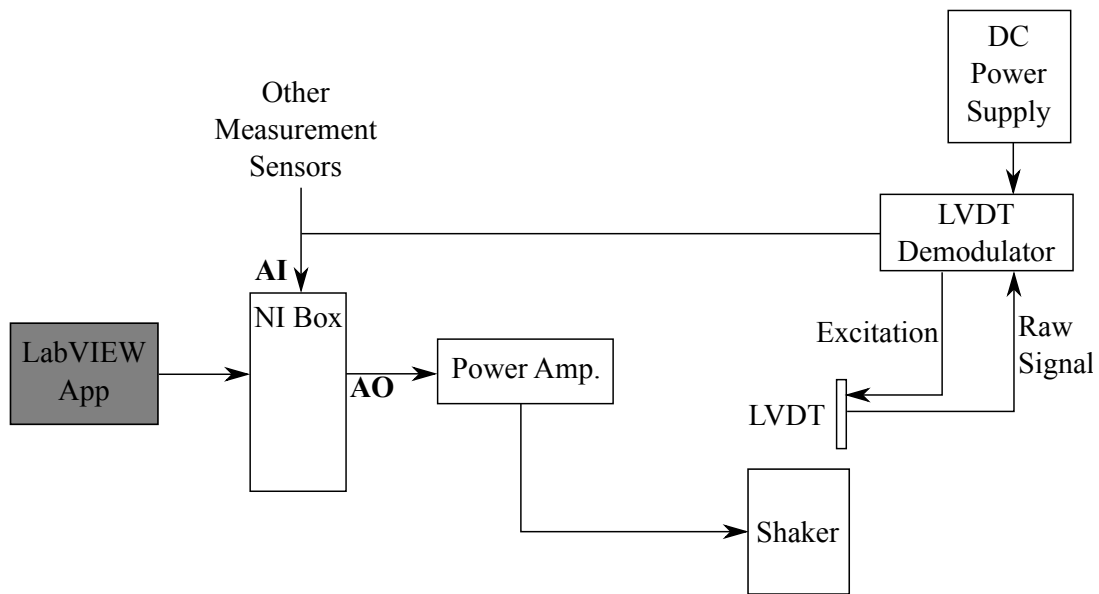 DC
Power
Supply
Other
Measurement
Sensors
LVDT
Demodulator
AI
NI Box
Excitation
Raw
Signal
LabVIEW
App
AO
Power Amp.
LVDT
Shaker